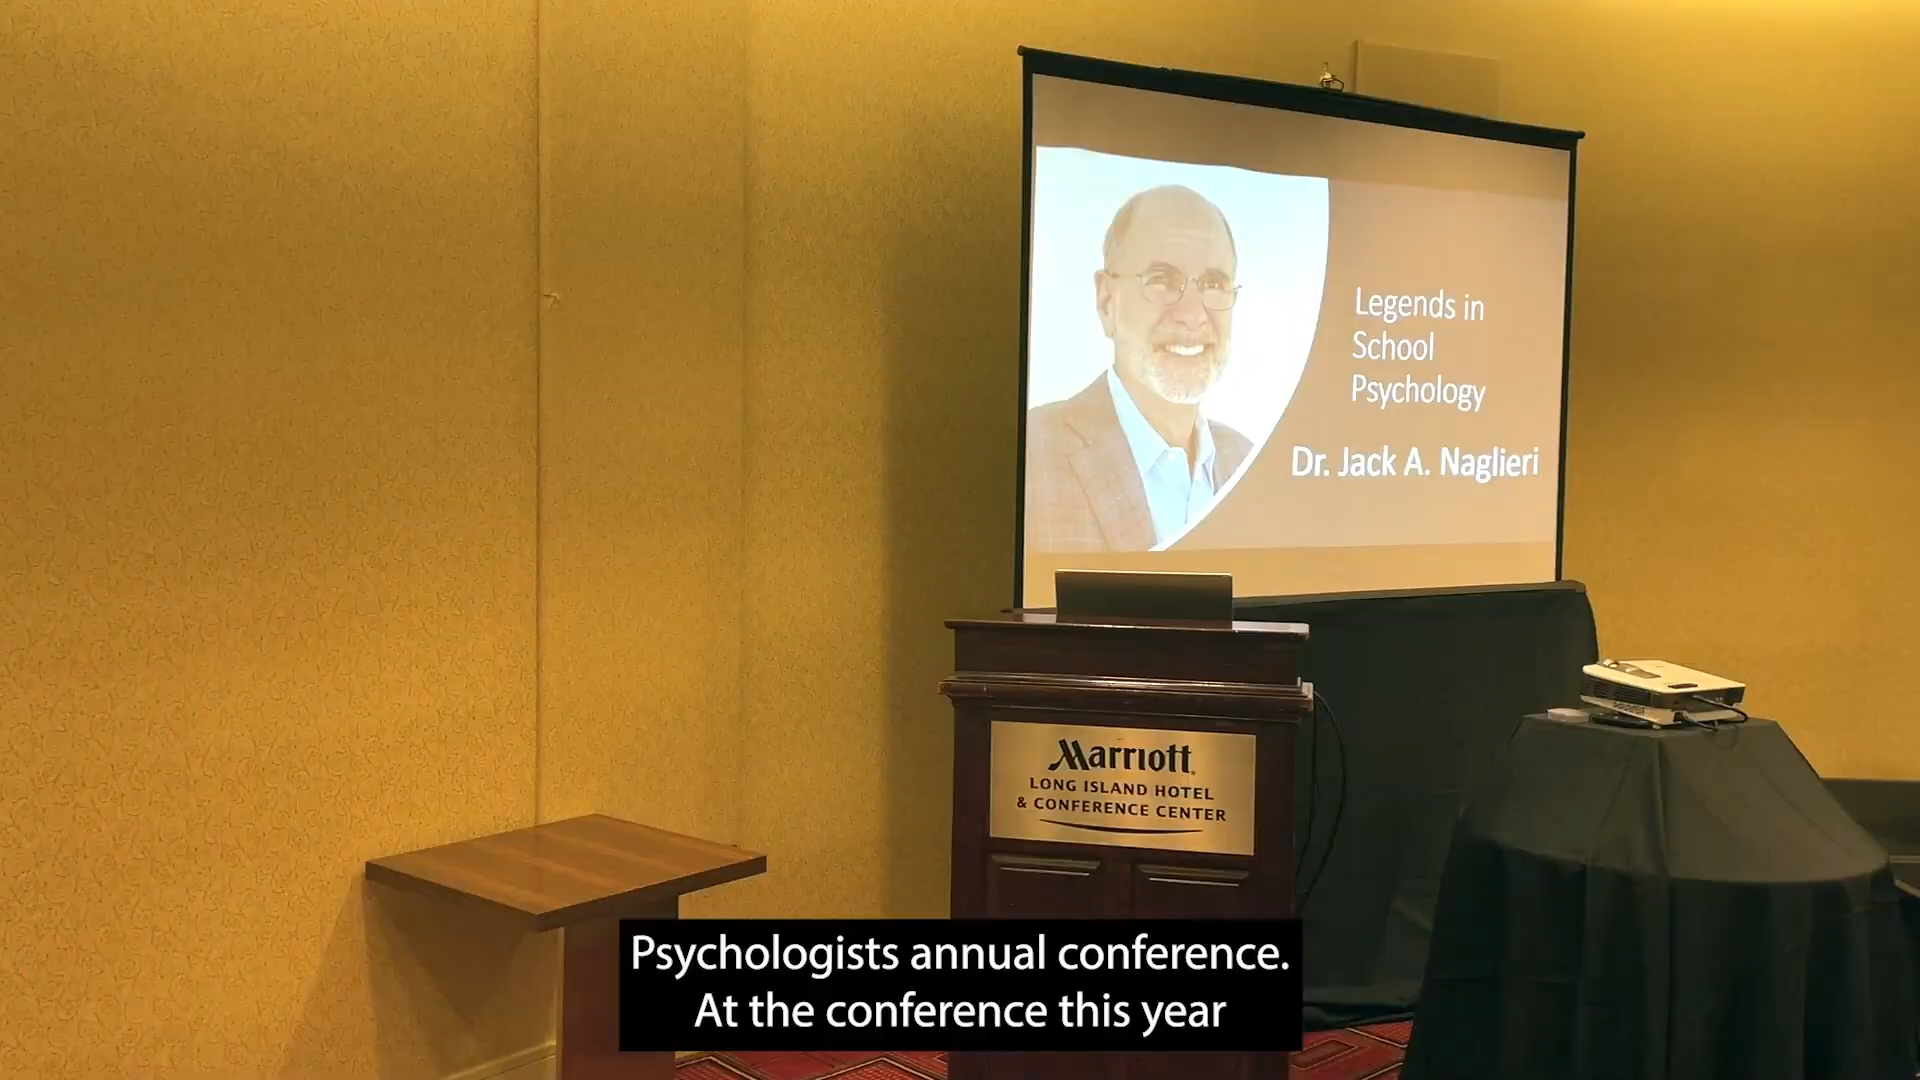 Legends in
School
Psychology
Dr. Jack A. Naglieri
Marriott
LONG ISLAND HOTEL
& CONFERENCE CENTER
Psychologists annual conference.
At the conference this year